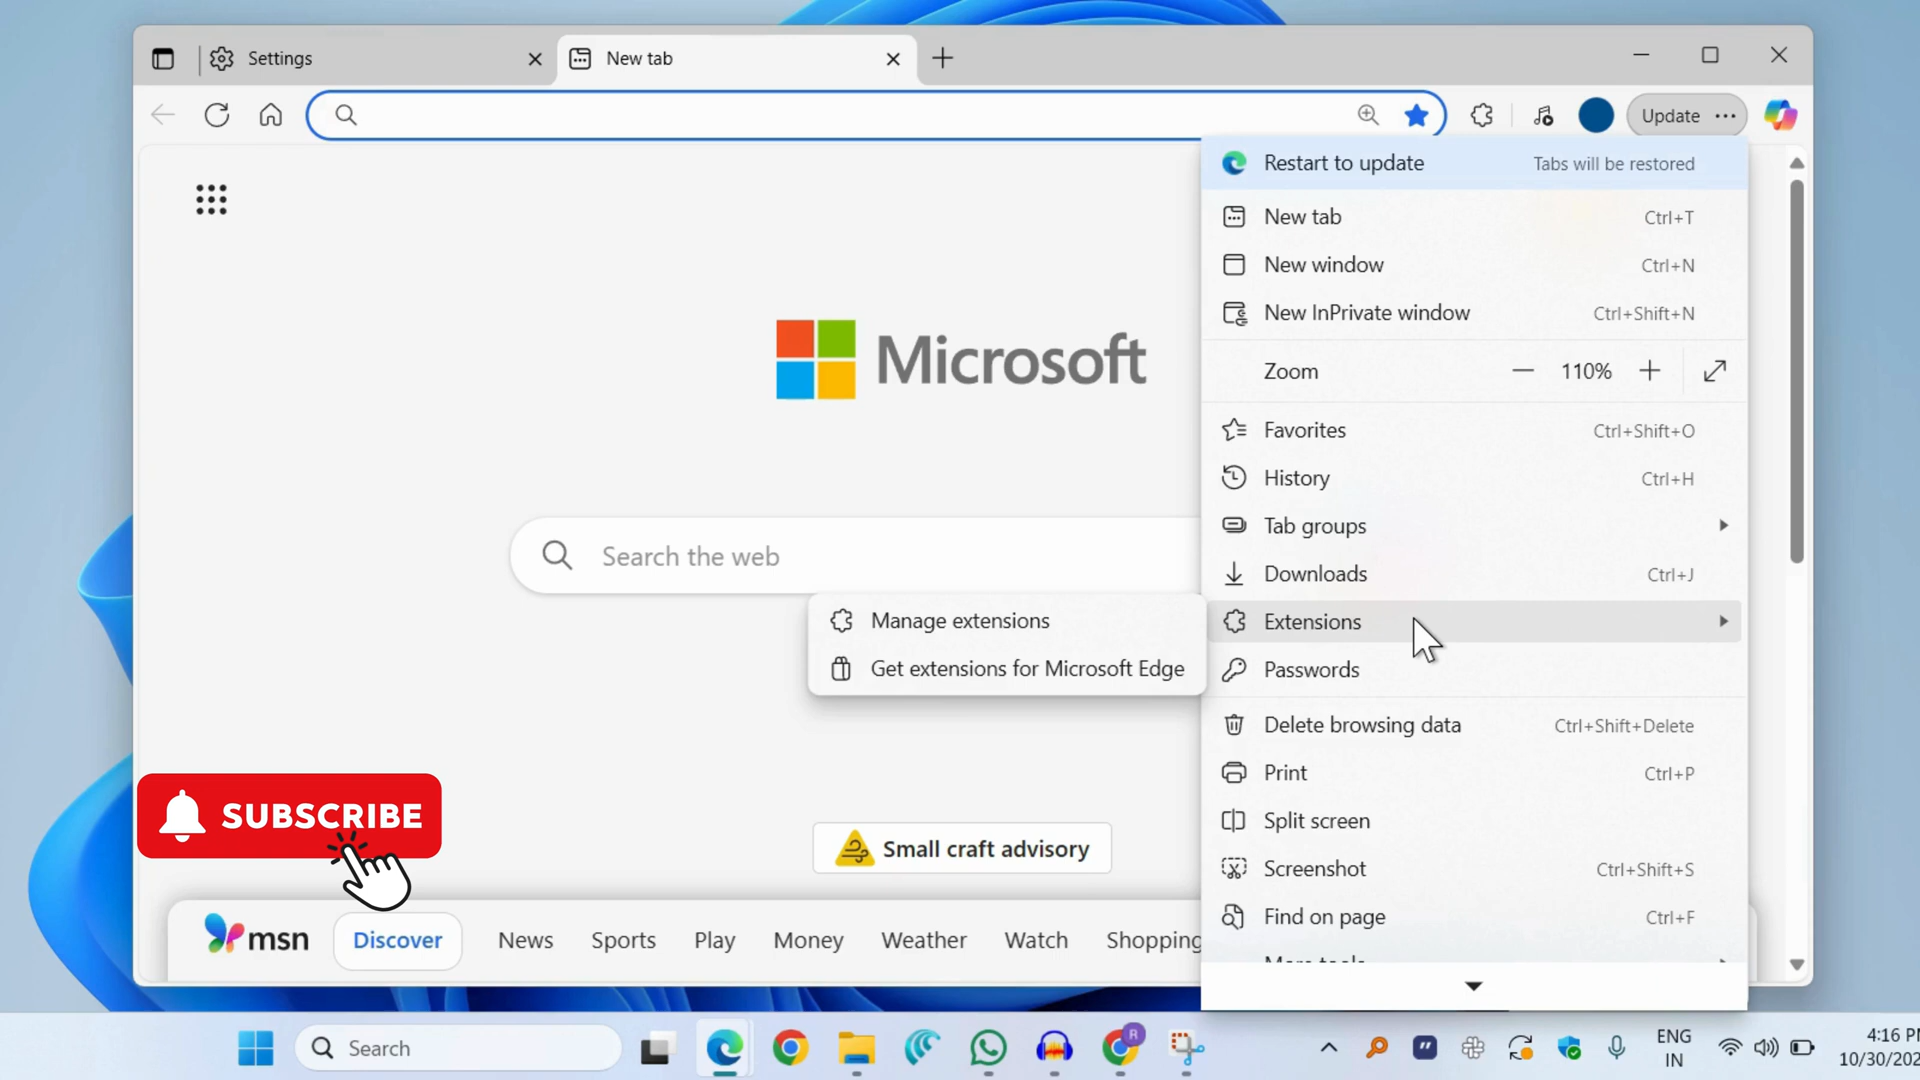 Settings
New tab
Update
Restart to update Tabs will be restored
New tab Ctrl+T
New window Ctrl+N
New InPrivate window Ctrl+Shift+N
Zoom 110%
Favorites Ctrl+Shift+O
History Ctrl+H
Tab groups
Downloads Ctrl+J
Extensions
Passwords
Delete browsing data Ctrl+Shift+Delete
Print Ctrl+P
Split screen
Screenshot Ctrl+Shift+S
Find on page Ctrl+F
Manage extensions
Get extensions for Microsoft Edge
Microsoft
Search the web
SUBSCRIBE
Small craft advisory
msn Discover News Sports Play Money Weather Watch Shopping
Search
R
ENG
IN
4:16
10/30/202